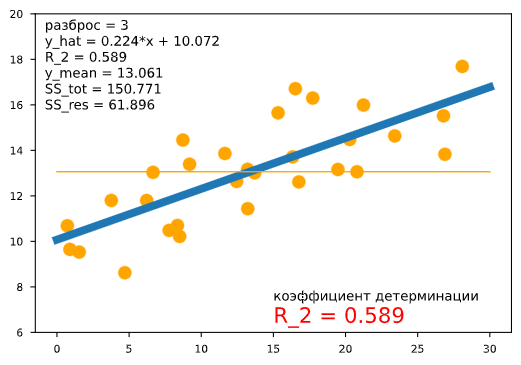 20
разброс = 3
y_hat = 0.224*x + 10.072
R_2 = 0.589
y_mean = 13.061
SS_tot = 150.771
SS_res = 61.896
18
16
14
12
10
8
коэффициент детерминации
R_2 = 0.589
6
0 5 10 15 20 25 30